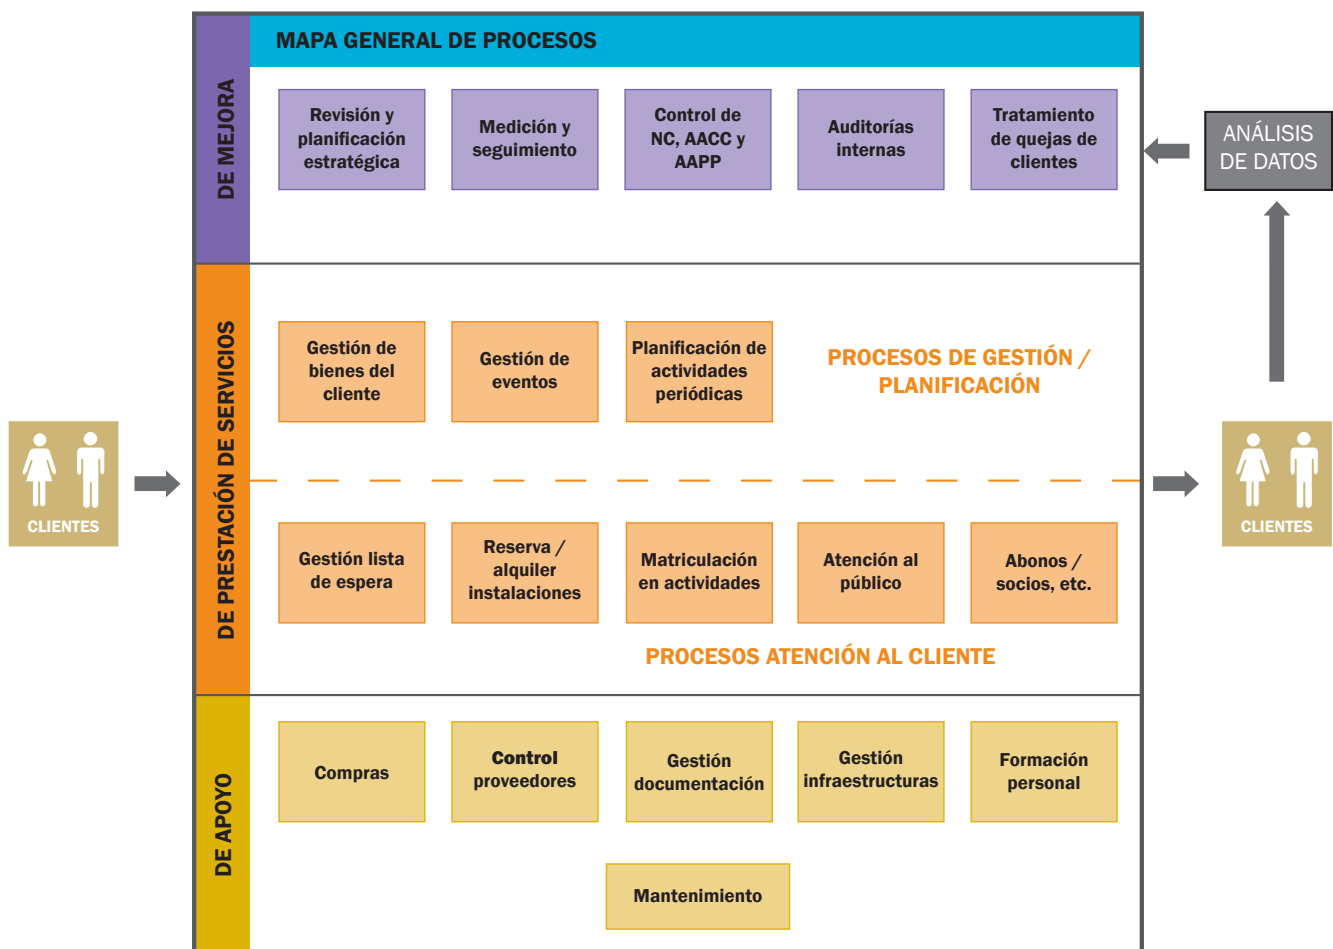 MAPA GENERAL DE PROCESOS
DE MEJORA
Revisión y
planificación
estratégica
Medición y
seguimiento
Control de
NC, AACC y
AAPP
Auditorías
internas
Tratamiento
de quejas de
clientes
ANÁLISIS
DE DATOS
DE PRESTACIÓN DE SERVICIOS
Gestión de
bienes del
cliente
Gestión de
eventos
Planificación de
actividades
periódicas
PROCESOS DE GESTIÓN /
PLANIFICACIÓN
CLIENTES
CLIENTES
Gestión lista
de espera
Reserva /
alquiler
instalaciones
Matriculación
en actividades
Atención al
público
Abonos /
socios, etc.
PROCESOS ATENCIÓN AL CLIENTE
DE APOYO
Compras
Control
proveedores
Gestión
documentación
Gestión
infraestructuras
Formación
personal
Mantenimiento